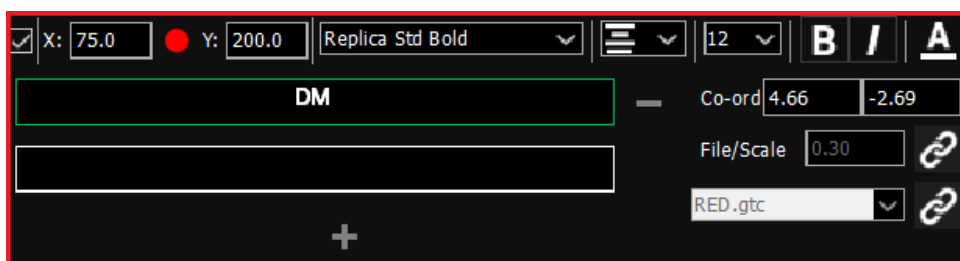 X: 75.0 Y: 200.0 Replica Std Bold 12 B I A
DM Co-ord 4.66 -2.69
File/Scale 0.30
RED.gtc